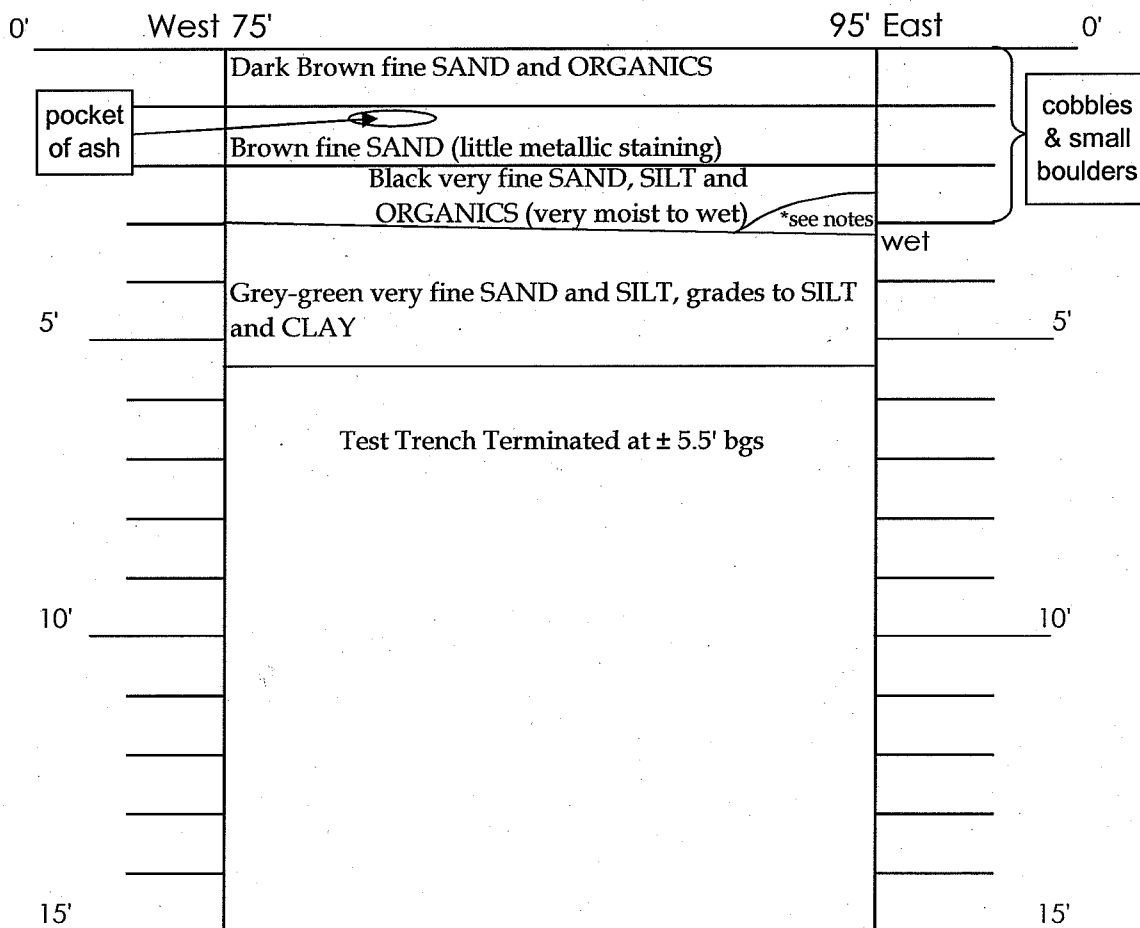 0'
West 75'
95' East
0'
Dark Brown fine SAND and ORGANICS
pocket
of ash
cobbles
& small
boulders
Brown fine SAND (little metallic staining)
Black very fine SAND, SILT and
ORGANICS (very moist to wet)
*see notes
wet
Grey-green very fine SAND and SILT, grades to SILT
and CLAY
5'
5'
Test Trench Terminated at ± 5.5' bgs
10'
10'
15'
15'